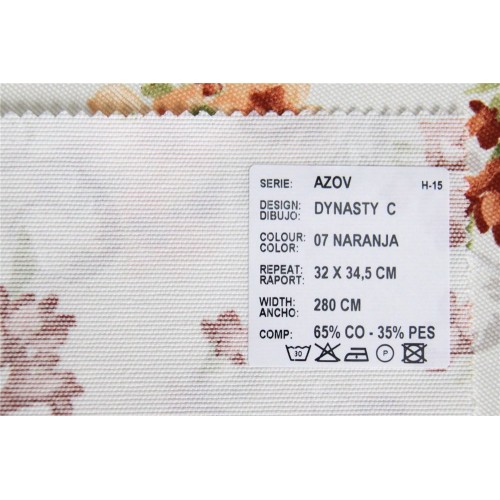 SERIE: AZOV H-15
DESIGN:
DIBUJO: DYNASTY C
COLOUR:
COLOR: 07 NARANJA
REPEAT
RAPORT: 32 X 34,5 CM
WIDTH:
ANCHO: 280 CM
COMP: 65% CO - 35% PES
30 P